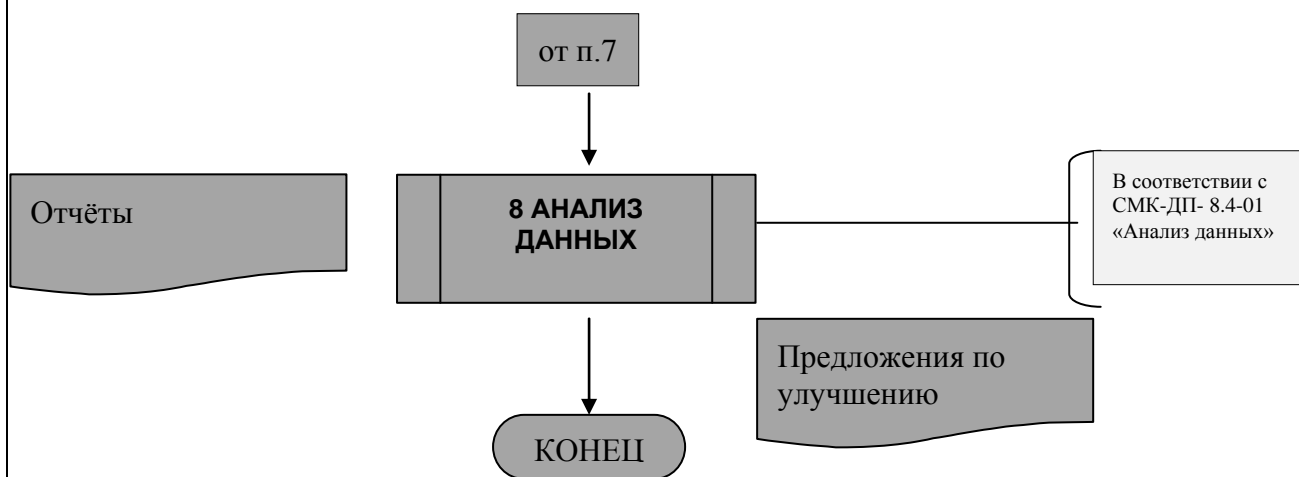 от п.7
Отчёты
8 АНАЛИЗ
ДАННЫХ
В соответствии с
СМК-ДП- 8.4-01
«Анализ данных»
Предложения по
улучшению
КОНЕЦ